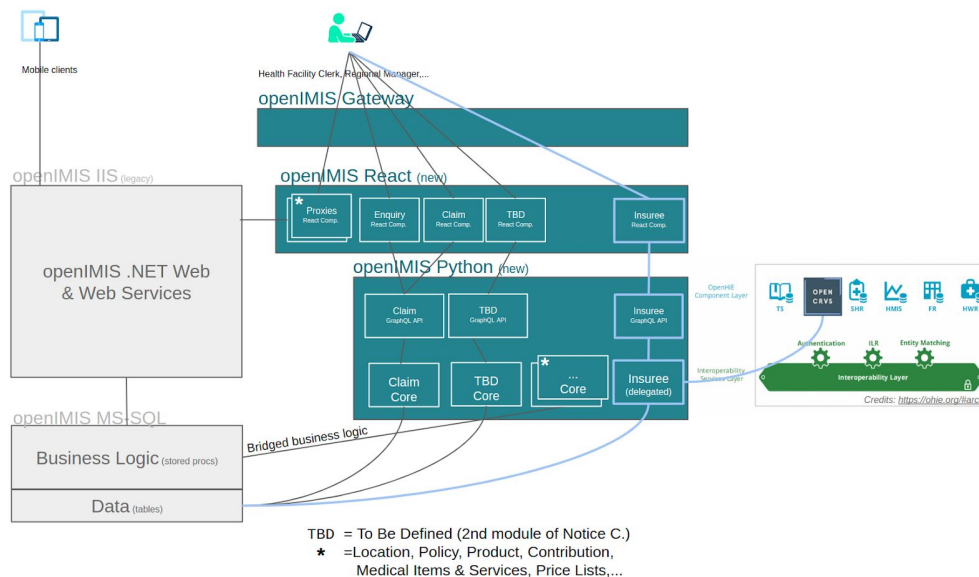 Mobile clients
Health Facility Clerk, Regional Manager,...
openIMIS Gateway
openIMIS IIS (legacy)
openIMIS React (new)
*
Proxies
React Comp.
Enquiry
React Comp.
Claim
React Comp.
TBD
React Comp.
Insuree
React Comp.
openIMIS .NET Web
& Web Services
openIMIS Python (new)
Claim
GraphQL API
TBD
GraphQL API
Insuree
GraphQL API
Claim
Core
TBD
Core
*
...
Core
Insuree
(delegated)
OpenHIE
Component Layer
TS
OPEN
CRVS
SHR
HMIS
FR
HWR
Authentication
ILR
Entity Matching
Interoperability
Services Layer
Interoperability Layer
Credits: https://ohie.org/#arc
openIMIS MS-SQL
Bridged business logic
Business Logic (stored procs)
Data (tables)
TBD = To Be Defined (2nd module of Notice C.)
* =Location, Policy, Product, Contribution,
Medical Items & Services, Price Lists,...